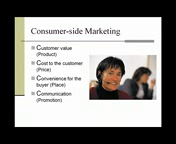 Consumer-side Marketing
Customer value
(Product)
Cost to the customer
(Price)
Convenience for the
buyer (Place)
Communication
(Promotion)